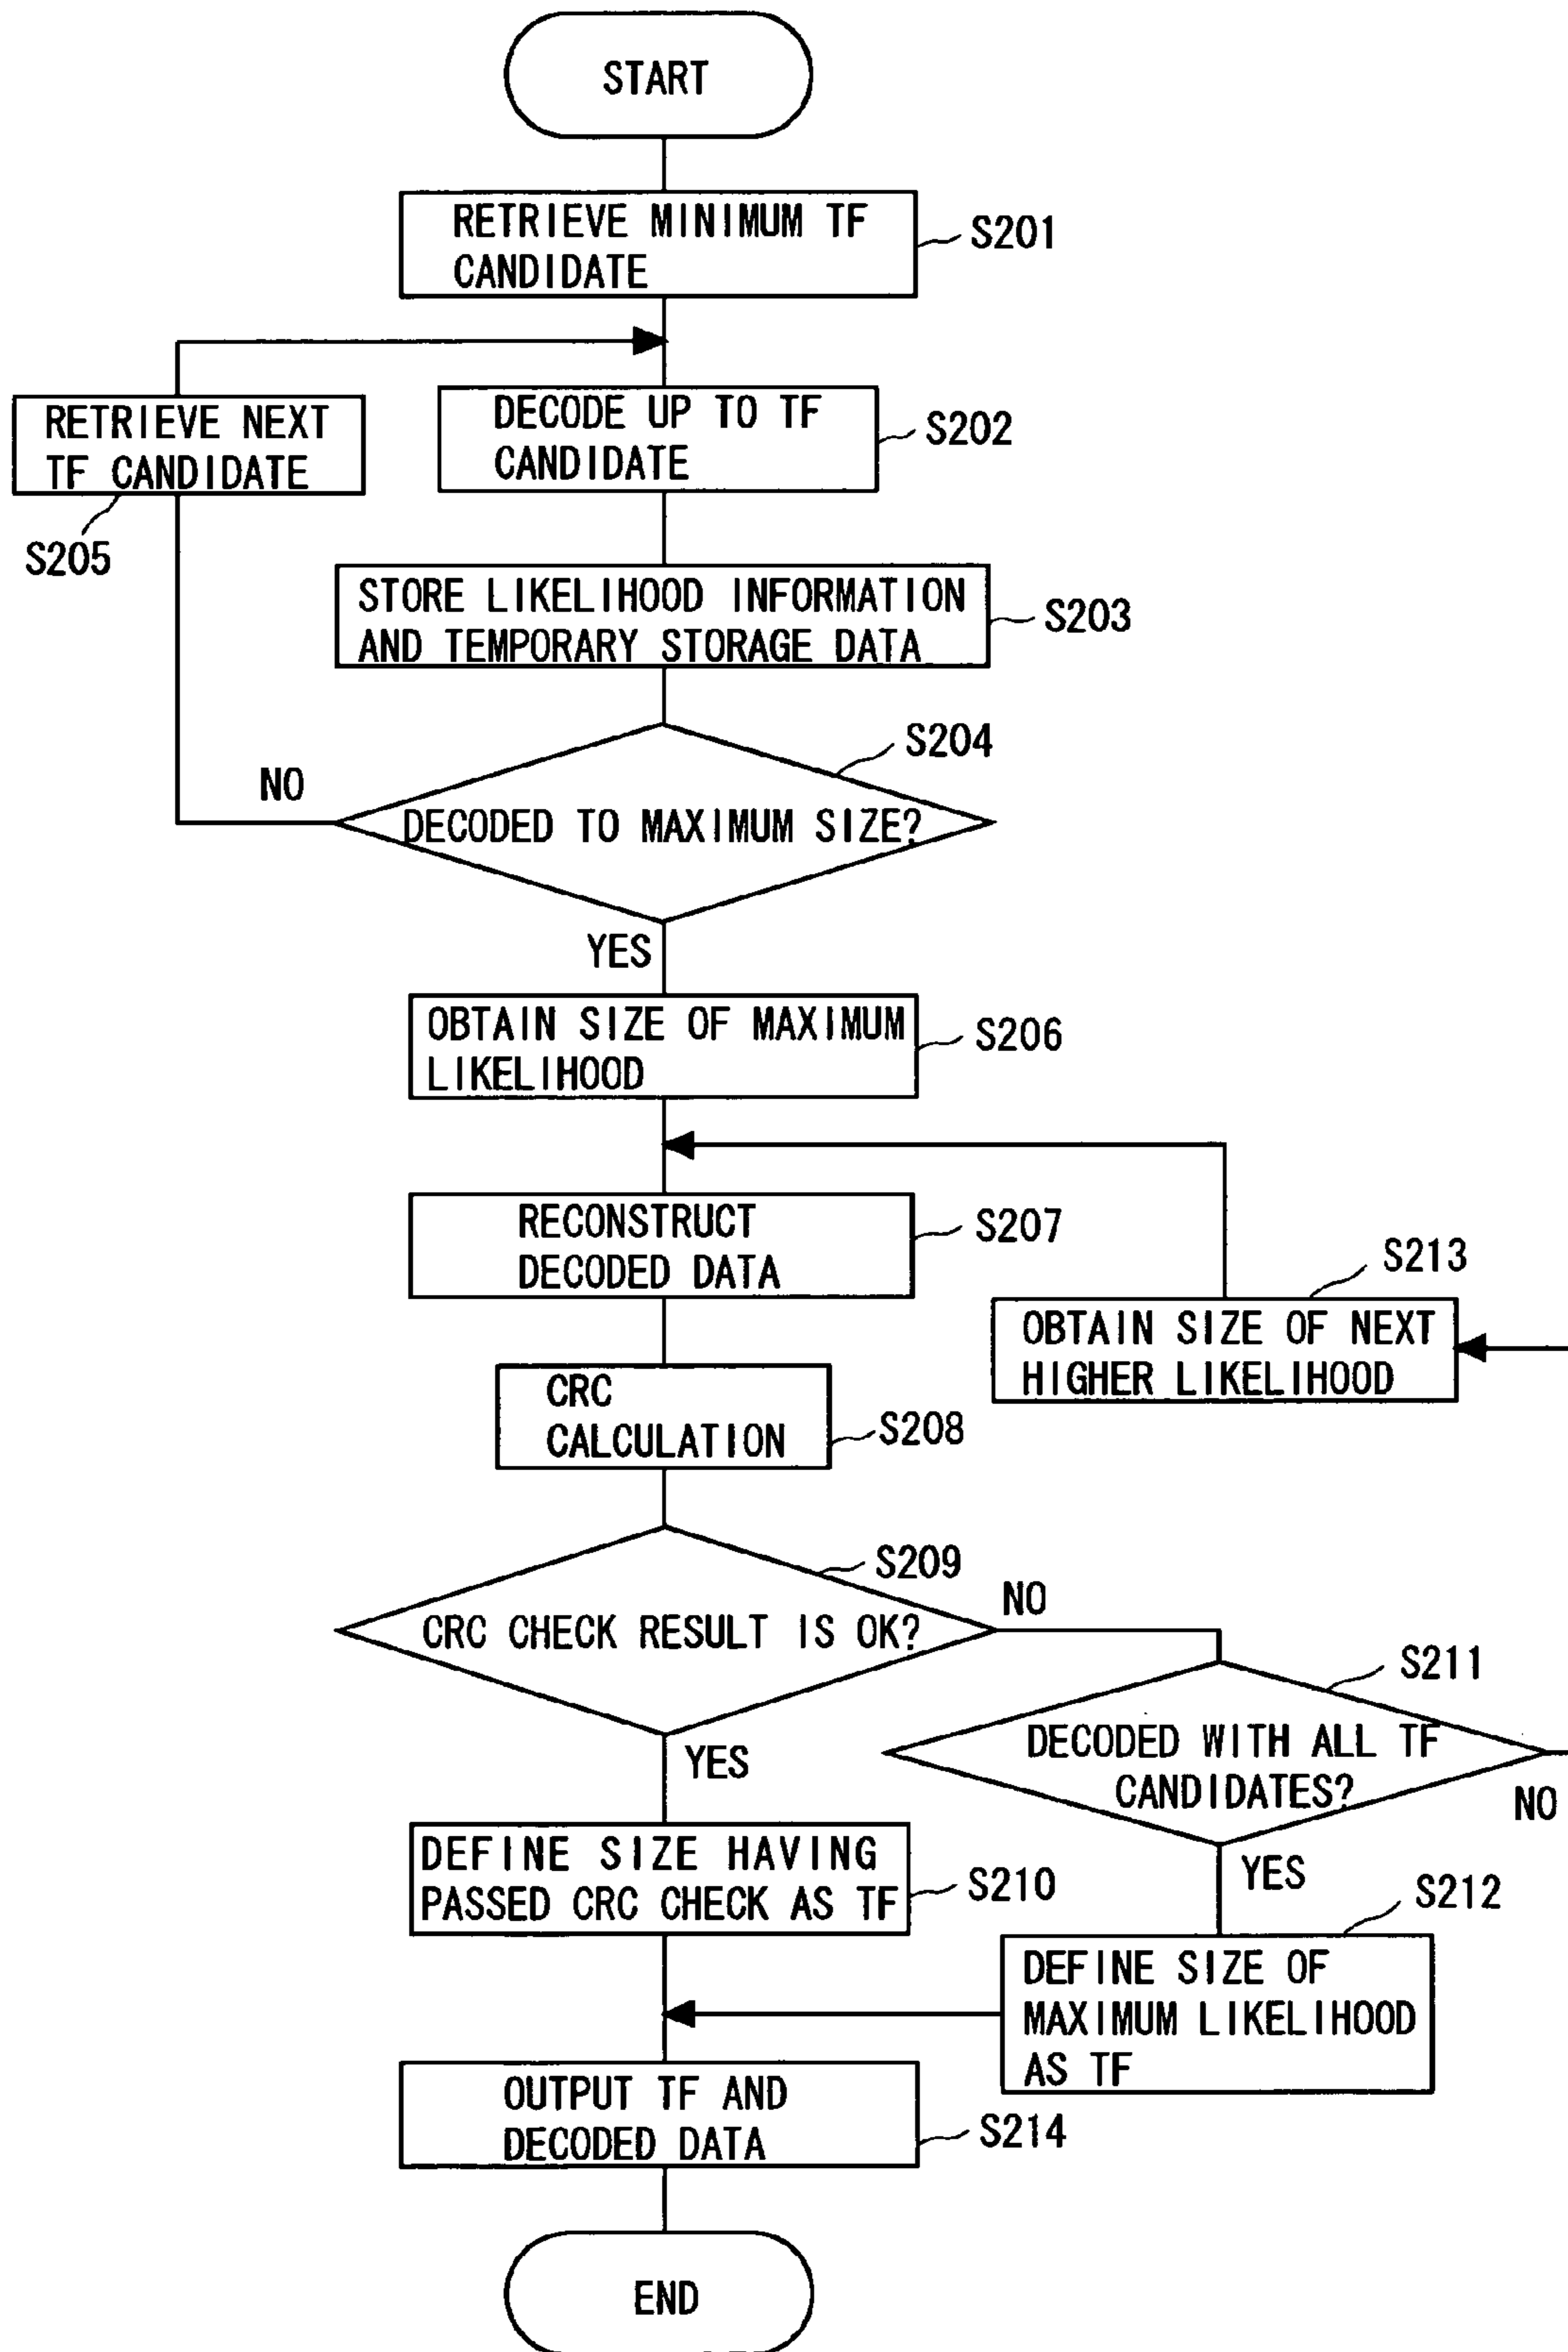 START
RETRIEVE MINIMUM TF
CANDIDATE
S201
RETRIEVE NEXT
TF CANDIDATE
S205
DECODE UP TO TF
CANDIDATE
S202
STORE LIKELIHOOD INFORMATION
AND TEMPORARY STORAGE DATA
S203
S204
NO
DECODED TO MAXIMUM SIZE?
YES
OBTAIN SIZE OF MAXIMUM
LIKELIHOOD
S206
RECONSTRUCT
DECODED DATA
S207
S213
OBTAIN SIZE OF NEXT
HIGHER LIKELIHOOD
CRC
CALCULATION
S208
S209
CRC CHECK RESULT IS OK?
NO
S211
DECODED WITH ALL TF
CANDIDATES?
NO
YES
YES
DEFINE SIZE HAVING
PASSED CRC CHECK AS TF
S210
S212
DEFINE SIZE OF
MAXIMUM LIKELIHOOD
AS TF
OUTPUT TF AND
DECODED DATA
S214
END